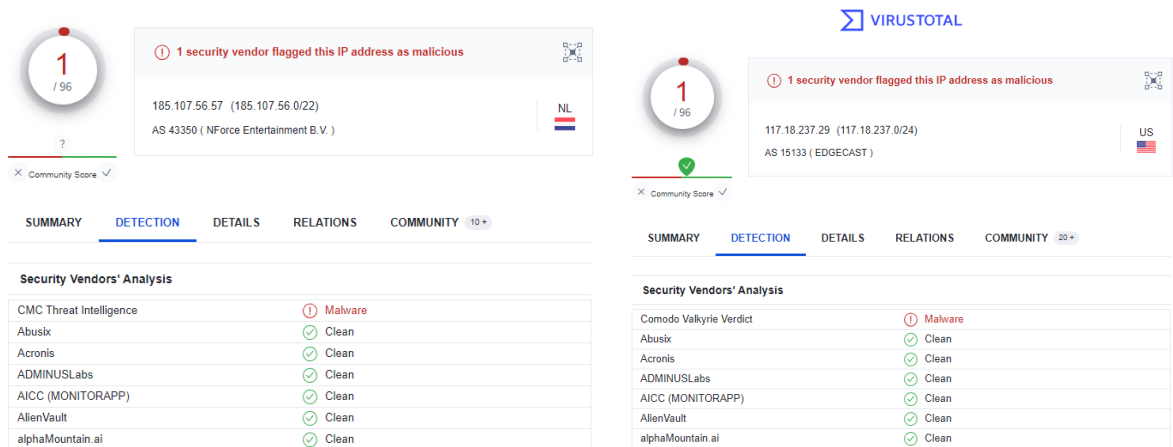 1
/ 96
?
Community Score
1 security vendor flagged this IP address as malicious
185.107.56.57 (185.107.56.0/22)
AS 43350 ( NForce Entertainment B.V. )
NL
SUMMARY DETECTION DETAILS RELATIONS COMMUNITY 10 +
Security Vendors' Analysis
CMC Threat Intelligence Malware
Abusix Clean
Acronis Clean
ADMINUSLabs Clean
AICC (MONITORAPP) Clean
AlienVault Clean
alphaMountain.ai Clean
VIRUSTOTAL
1
/ 96
Community Score
1 security vendor flagged this IP address as malicious
117.18.237.29 (117.18.237.0/24)
AS 15133 ( EDGECAST )
US
SUMMARY DETECTION DETAILS RELATIONS COMMUNITY 20 +
Security Vendors' Analysis
Comodo Valkyrie Verdict Malware
Abusix Clean
Acronis Clean
ADMINUSLabs Clean
AICC (MONITORAPP) Clean
AlienVault Clean
alphaMountain.ai Clean